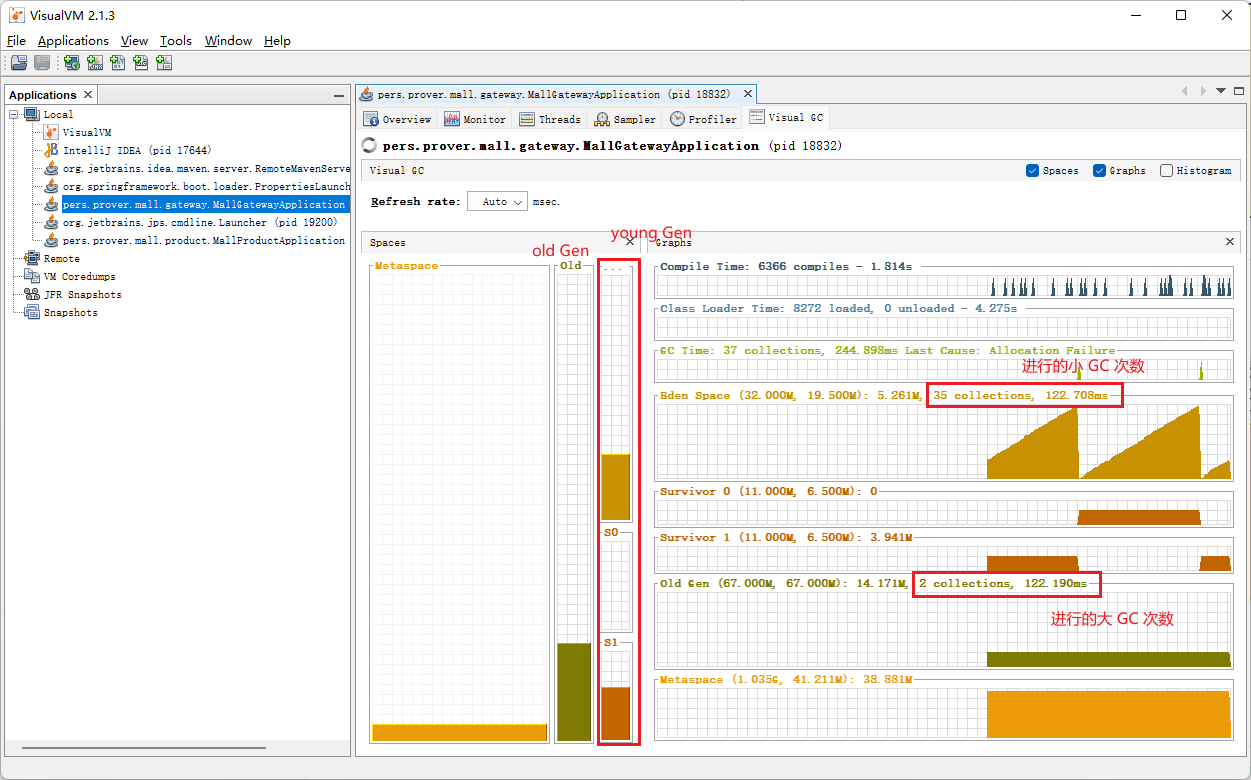 VisualVM 2.1.3
File Applications View Tools Window Help
Applications
Local
VisualVM
IntelliJ IDEA (pid 17644)
org.jetbrains.idea.maven.server.RemoteMavenServe
org.springframework.boot.loader.PropertiesLaunch
pers.prover.mall.gateway.MallGatewayApplication
org.jetbrains.jps.cmdline.Launcher (pid 19200)
pers.prover.mall.product.MallProductApplication
Remote
VM Coredumps
JFR Snapshots
Snapshots
pers.prover.mall.gateway.MallGatewayApplication (pid 18832)
Overview Monitor Threads Sampler Profiler Visual GC
pers.prover.mall.gateway.MallGatewayApplication (pid 18832)
Visual GC
Spaces Graphs Histogram
Refresh rate: Auto msec.
young Gen
old Gen
Spaces
Graphs
Metaspace
Old
...
S0
S1
Compile Time: 6366 compiles - 1.814s
Class Loader Time: 8272 loaded, 0 unloaded - 4.275s
GC Time: 37 collections, 244.898ms Last Cause: Allocation Failure
进行的小 GC 次数
Eden Space (32.000M, 19.500M): 5.261M, 35 collections, 122.708ms
Survivor 0 (11.000M, 6.500M): 0
Survivor 1 (11.000M, 6.500M): 3.941M
Old Gen (67.000M, 67.000M): 14.171M, 2 collections, 122.190ms
进行的大 GC 次数
Metaspace (1.035G, 41.211M): 38.881M